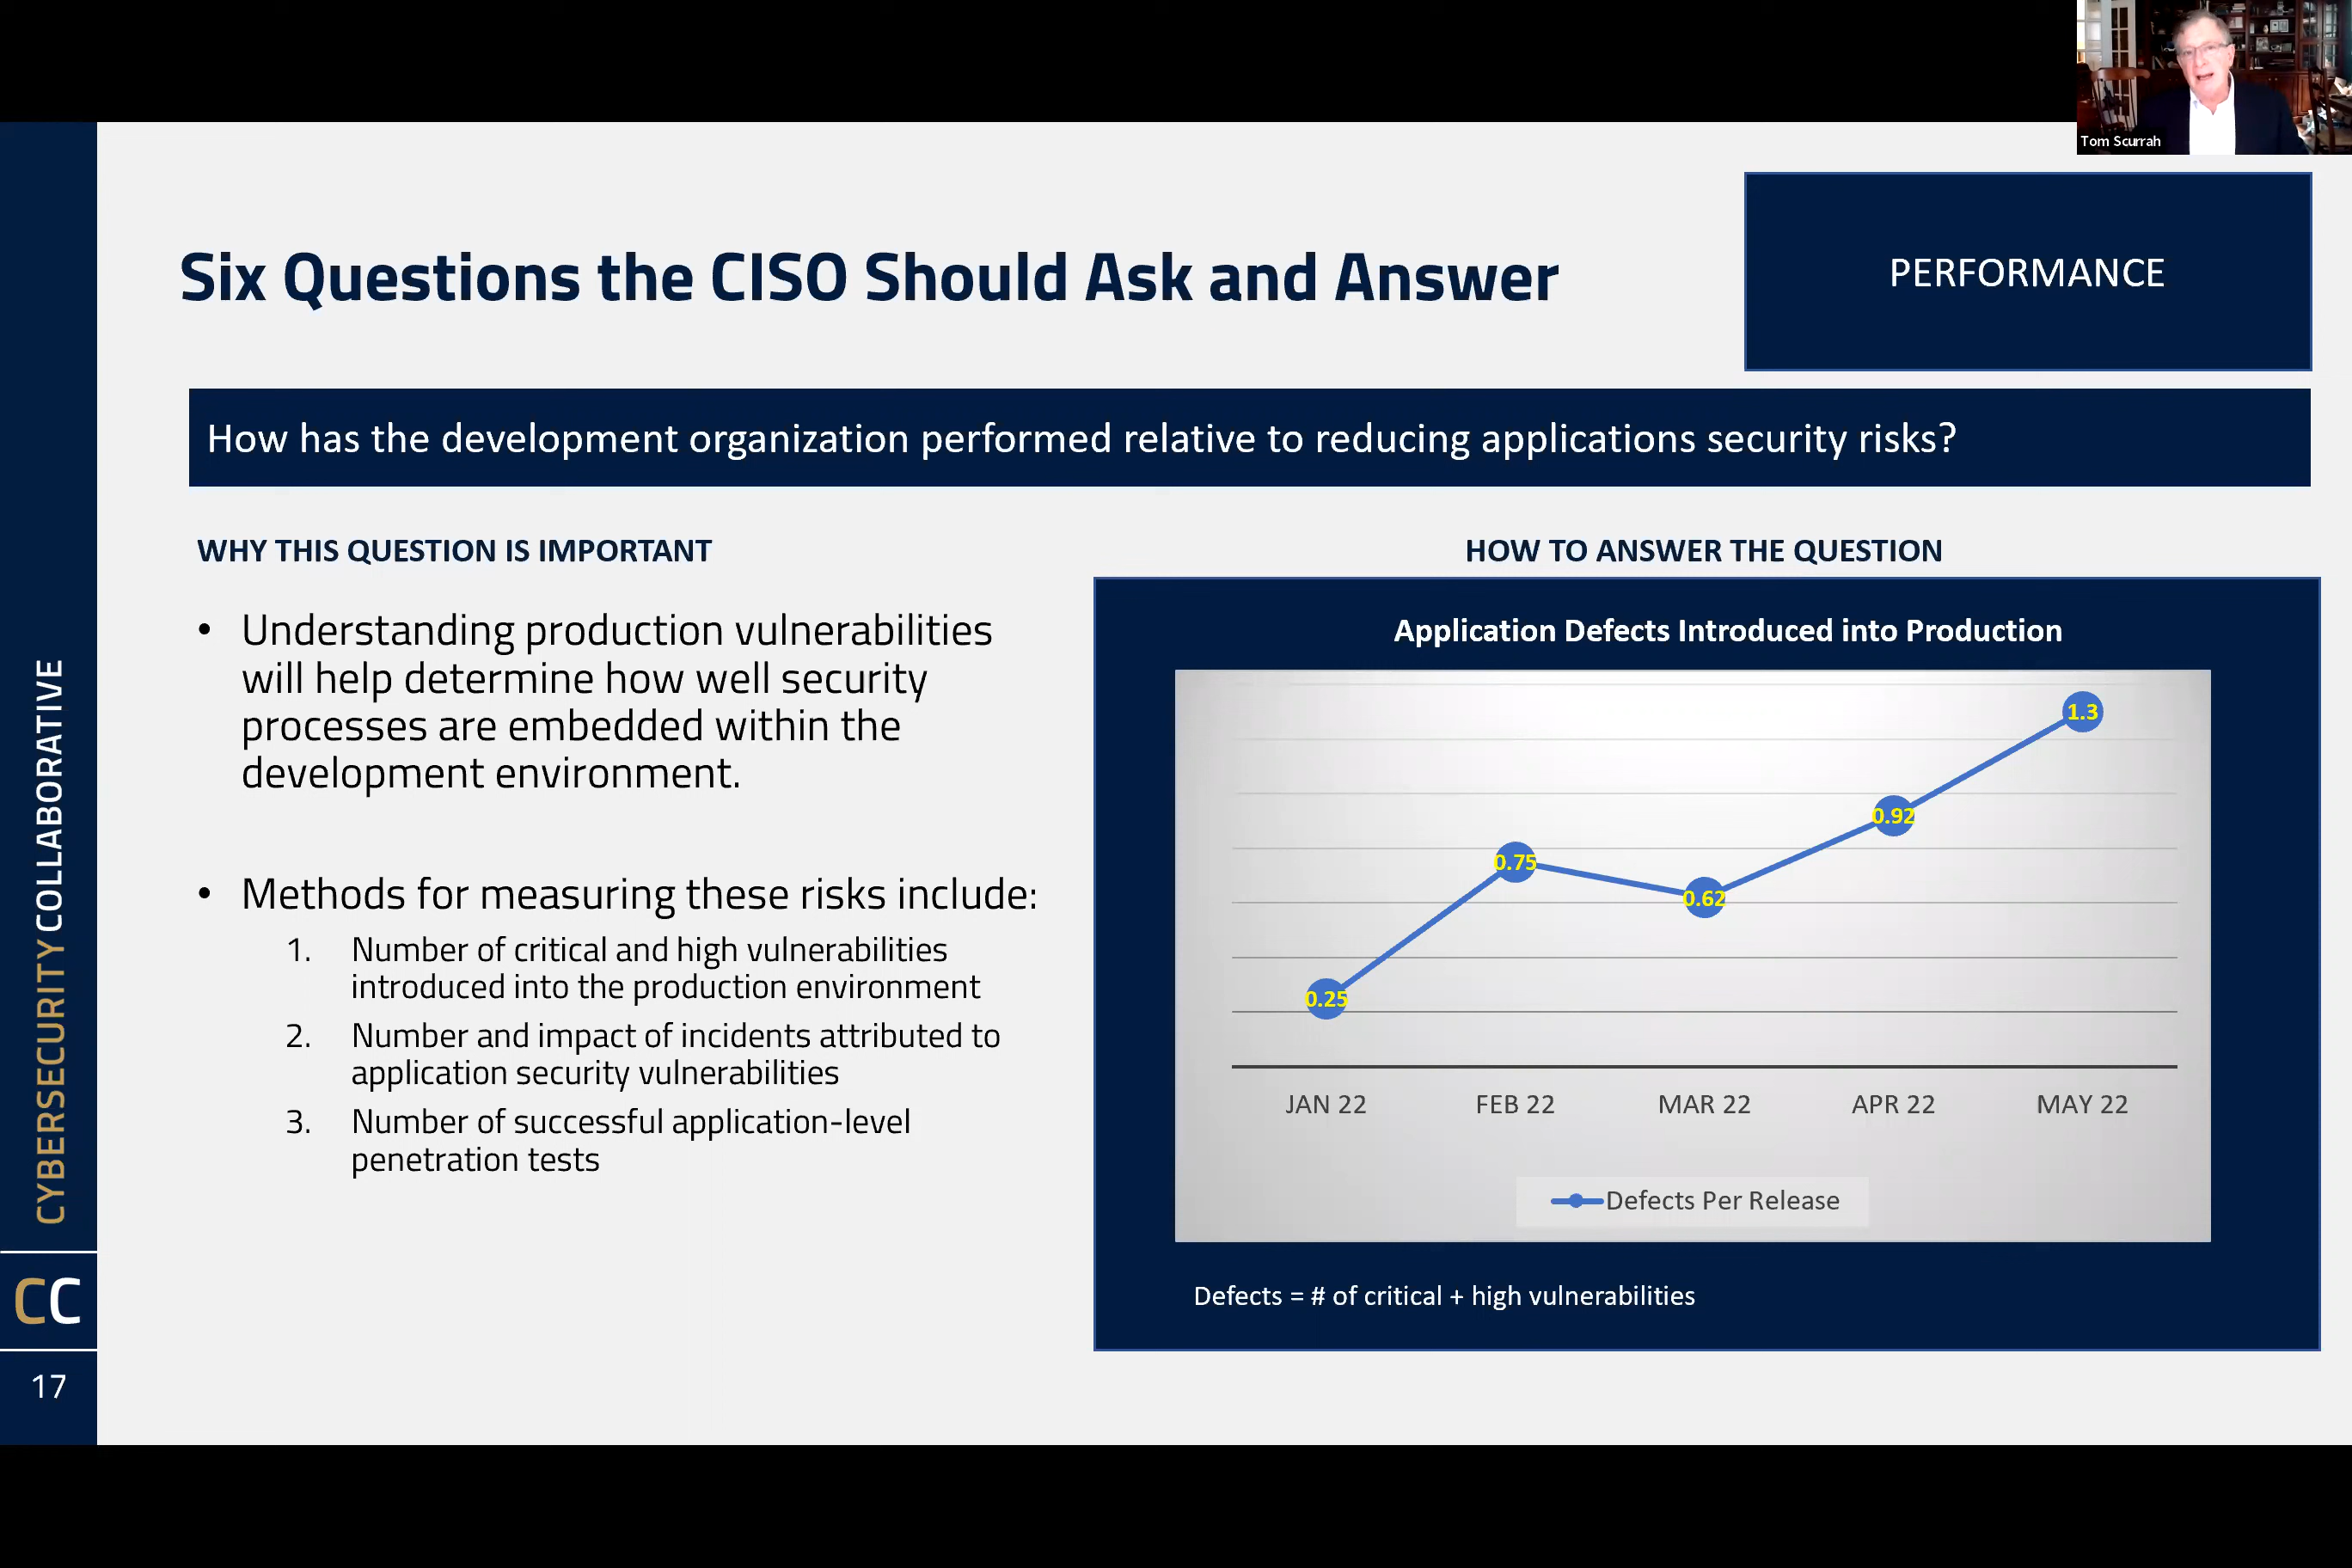 Tom Scurrah
Six Questions the CISO Should Ask and Answer
PERFORMANCE
How has the development organization performed relative to reducing applications security risks?
WHY THIS QUESTION IS IMPORTANT
• Understanding production vulnerabilities
will help determine how well security
processes are embedded within the
development environment.
• Methods for measuring these risks include:
1. Number of critical and high vulnerabilities
introduced into the production environment
2. Number and impact of incidents attributed to
application security vulnerabilities
3. Number of successful application-level
penetration tests
HOW TO ANSWER THE QUESTION
Application Defects Introduced into Production
0.25
0.75
0.62
0.92
1.3
JAN 22
FEB 22
MAR 22
APR 22
MAY 22
Defects Per Release
Defects = # of critical + high vulnerabilities
CYBERSECURITY COLLABORATIVE
CC
17